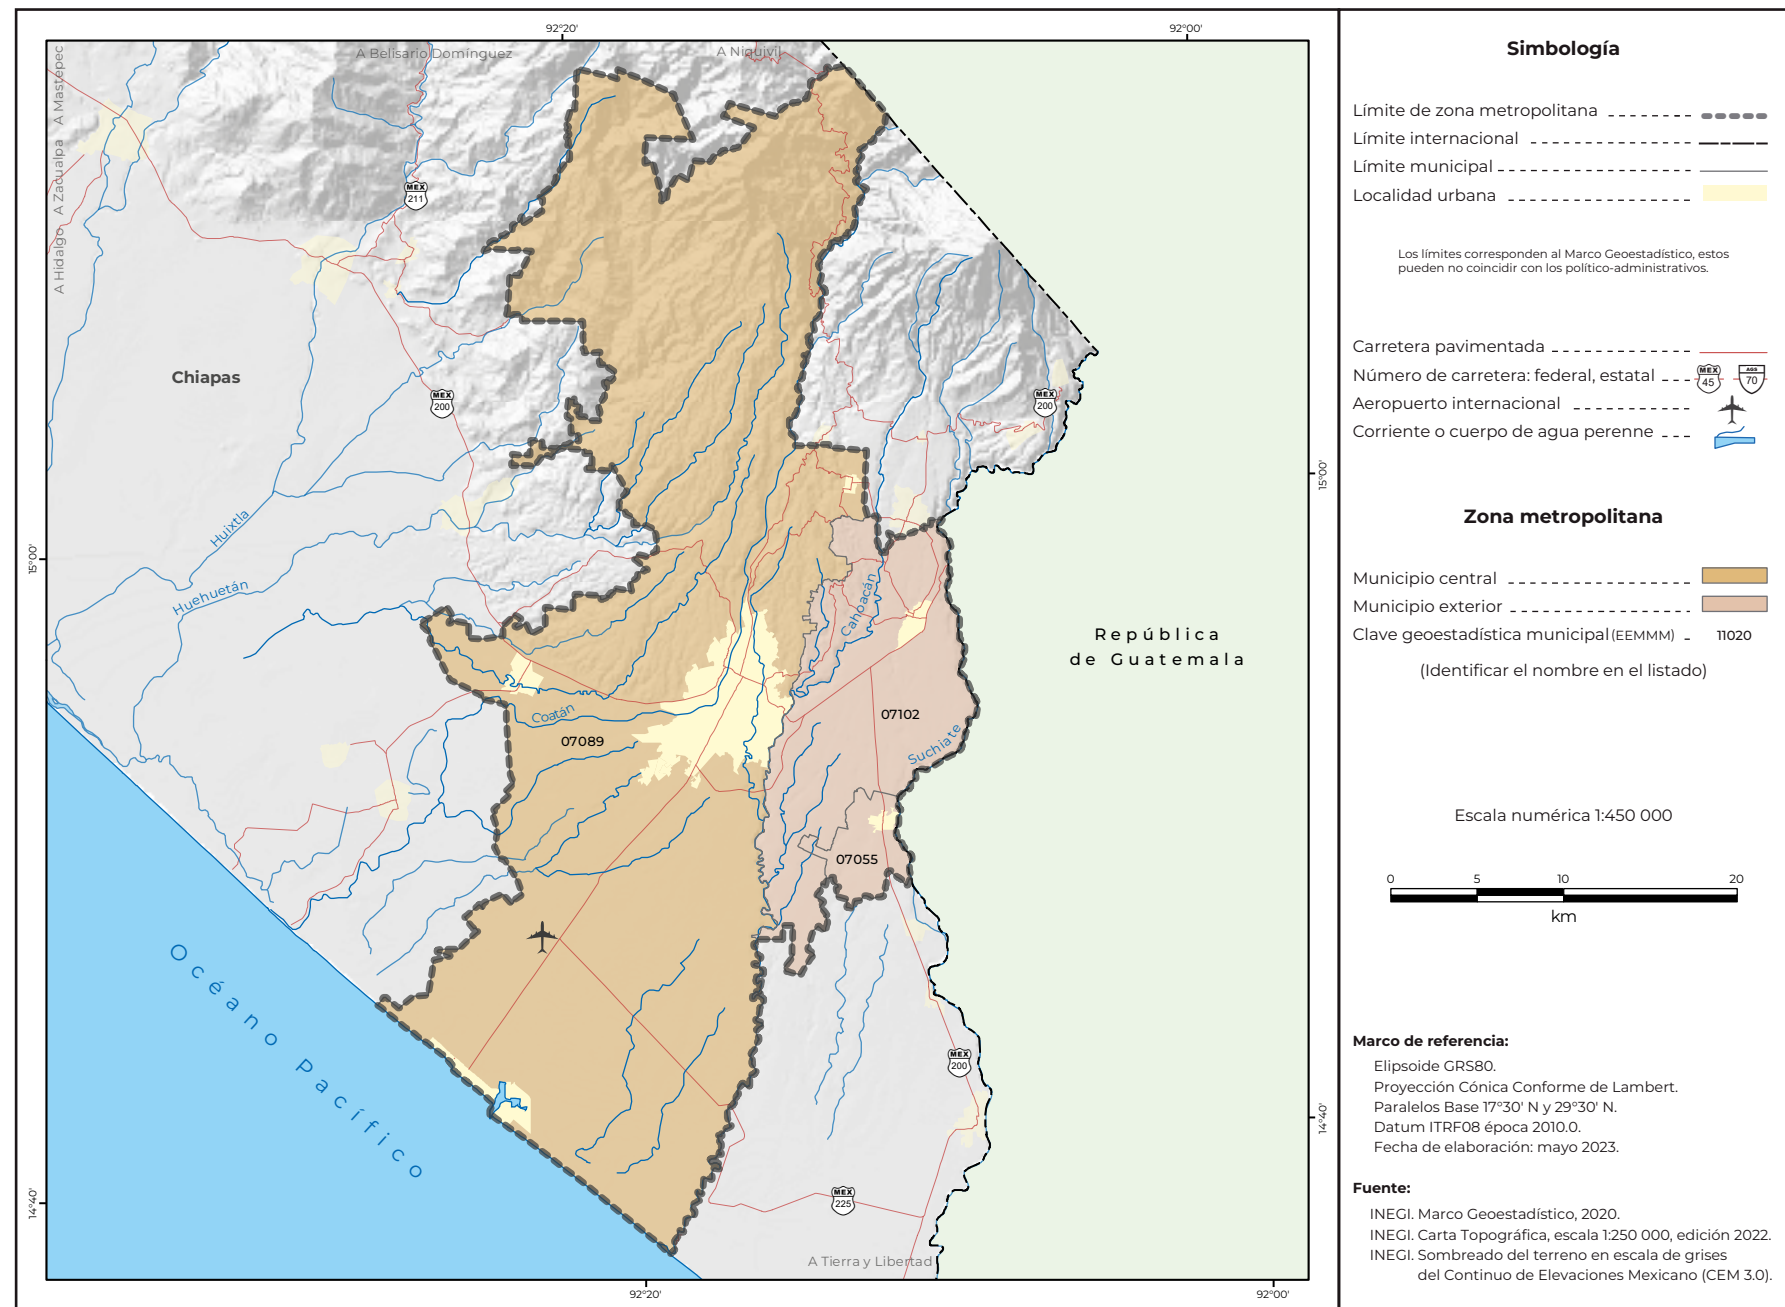 92°20'
92°00'
A Belisario Domínguez
A Niquivil
A Mastepec
A Zacualpa
A Hidalgo
MEX
211
Chiapas
MEX
200
MEX
200
15°00'
15°00'
Huixtla
Huehuetán
Cahoacán
República
de Guatemala
Coatán
07089
07102
Suchiate
07055
Océano Pacífico
MEX
200
MEX
225
14°40'
14°40'
A Tierra y Libertad
92°20'
92°00'
Simbología
Límite de zona metropolitana
Límite internacional
Límite municipal
Localidad urbana
Los límites corresponden al Marco Geoestadístico, estos
pueden no coincidir con los político-administrativos.
Carretera pavimentada
Número de carretera: federal, estatal
MEX
45
AGS
70
Aeropuerto internacional
Corriente o cuerpo de agua perenne
Zona metropolitana
Municipio central
Municipio exterior
Clave geoestadística municipal (EEMMM) 11020
(Identificar el nombre en el listado)
Escala numérica 1:450 000
0 5 10 20
km
Marco de referencia:
Elipsoide GRS80.
Proyección Cónica Conforme de Lambert.
Paralelos Base 17°30' N y 29°30' N.
Datum ITRF08 época 2010.0.
Fecha de elaboración: mayo 2023.
Fuente:
INEGI. Marco Geoestadístico, 2020.
INEGI. Carta Topográfica, escala 1:250 000, edición 2022.
INEGI. Sombreado del terreno en escala de grises
del Continuo de Elevaciones Mexicano (CEM 3.0).